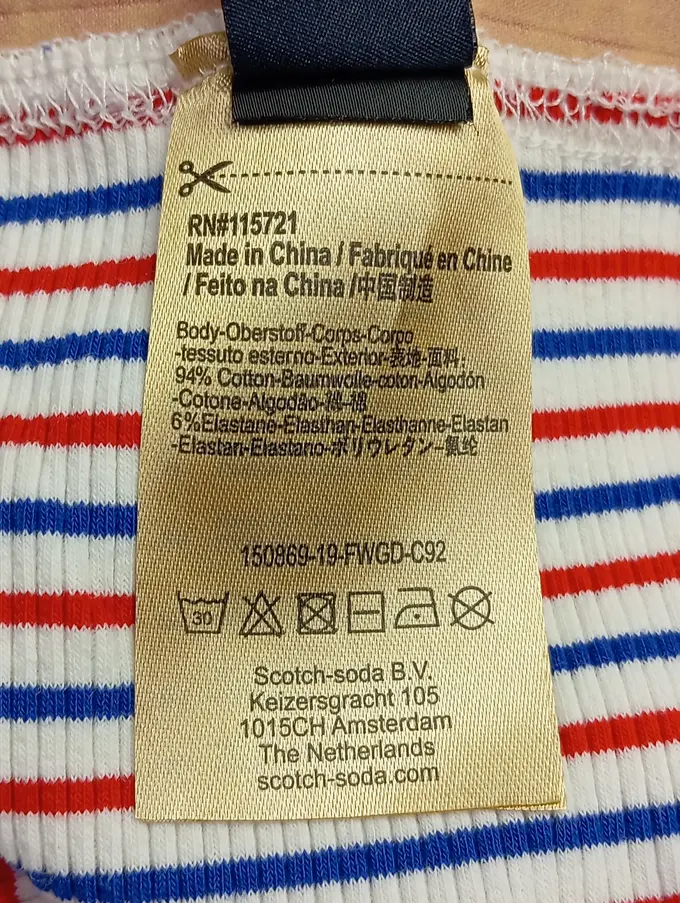 RN#115721
Made in China / Fabriqué en Chine
/ Feito na China /中国制造
Body-Oberstoff-Corps-Corpo
-tessuto esterno-Exterior-表地-面料:
94% Cotton-Baumwolle-coton-Algodón
-Cotone-Algodão-綿-棉
6%Elastane-Elasthan-Elasthanne-Elastan
-Elastan-Elastano-ポリウレタン-氨纶
150869-19-FWGD-C92
30
Scotch-soda B.V.
Keizersgracht 105
1015CH Amsterdam
The Netherlands
scotch-soda.com